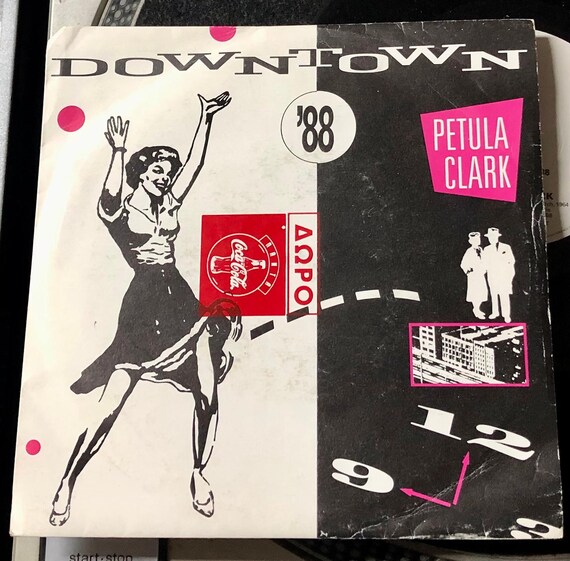 DOWNTOWN
'88
PETULA
CLARK
Coca-Cola
ΔΩΡΟ
12
9
start·stop